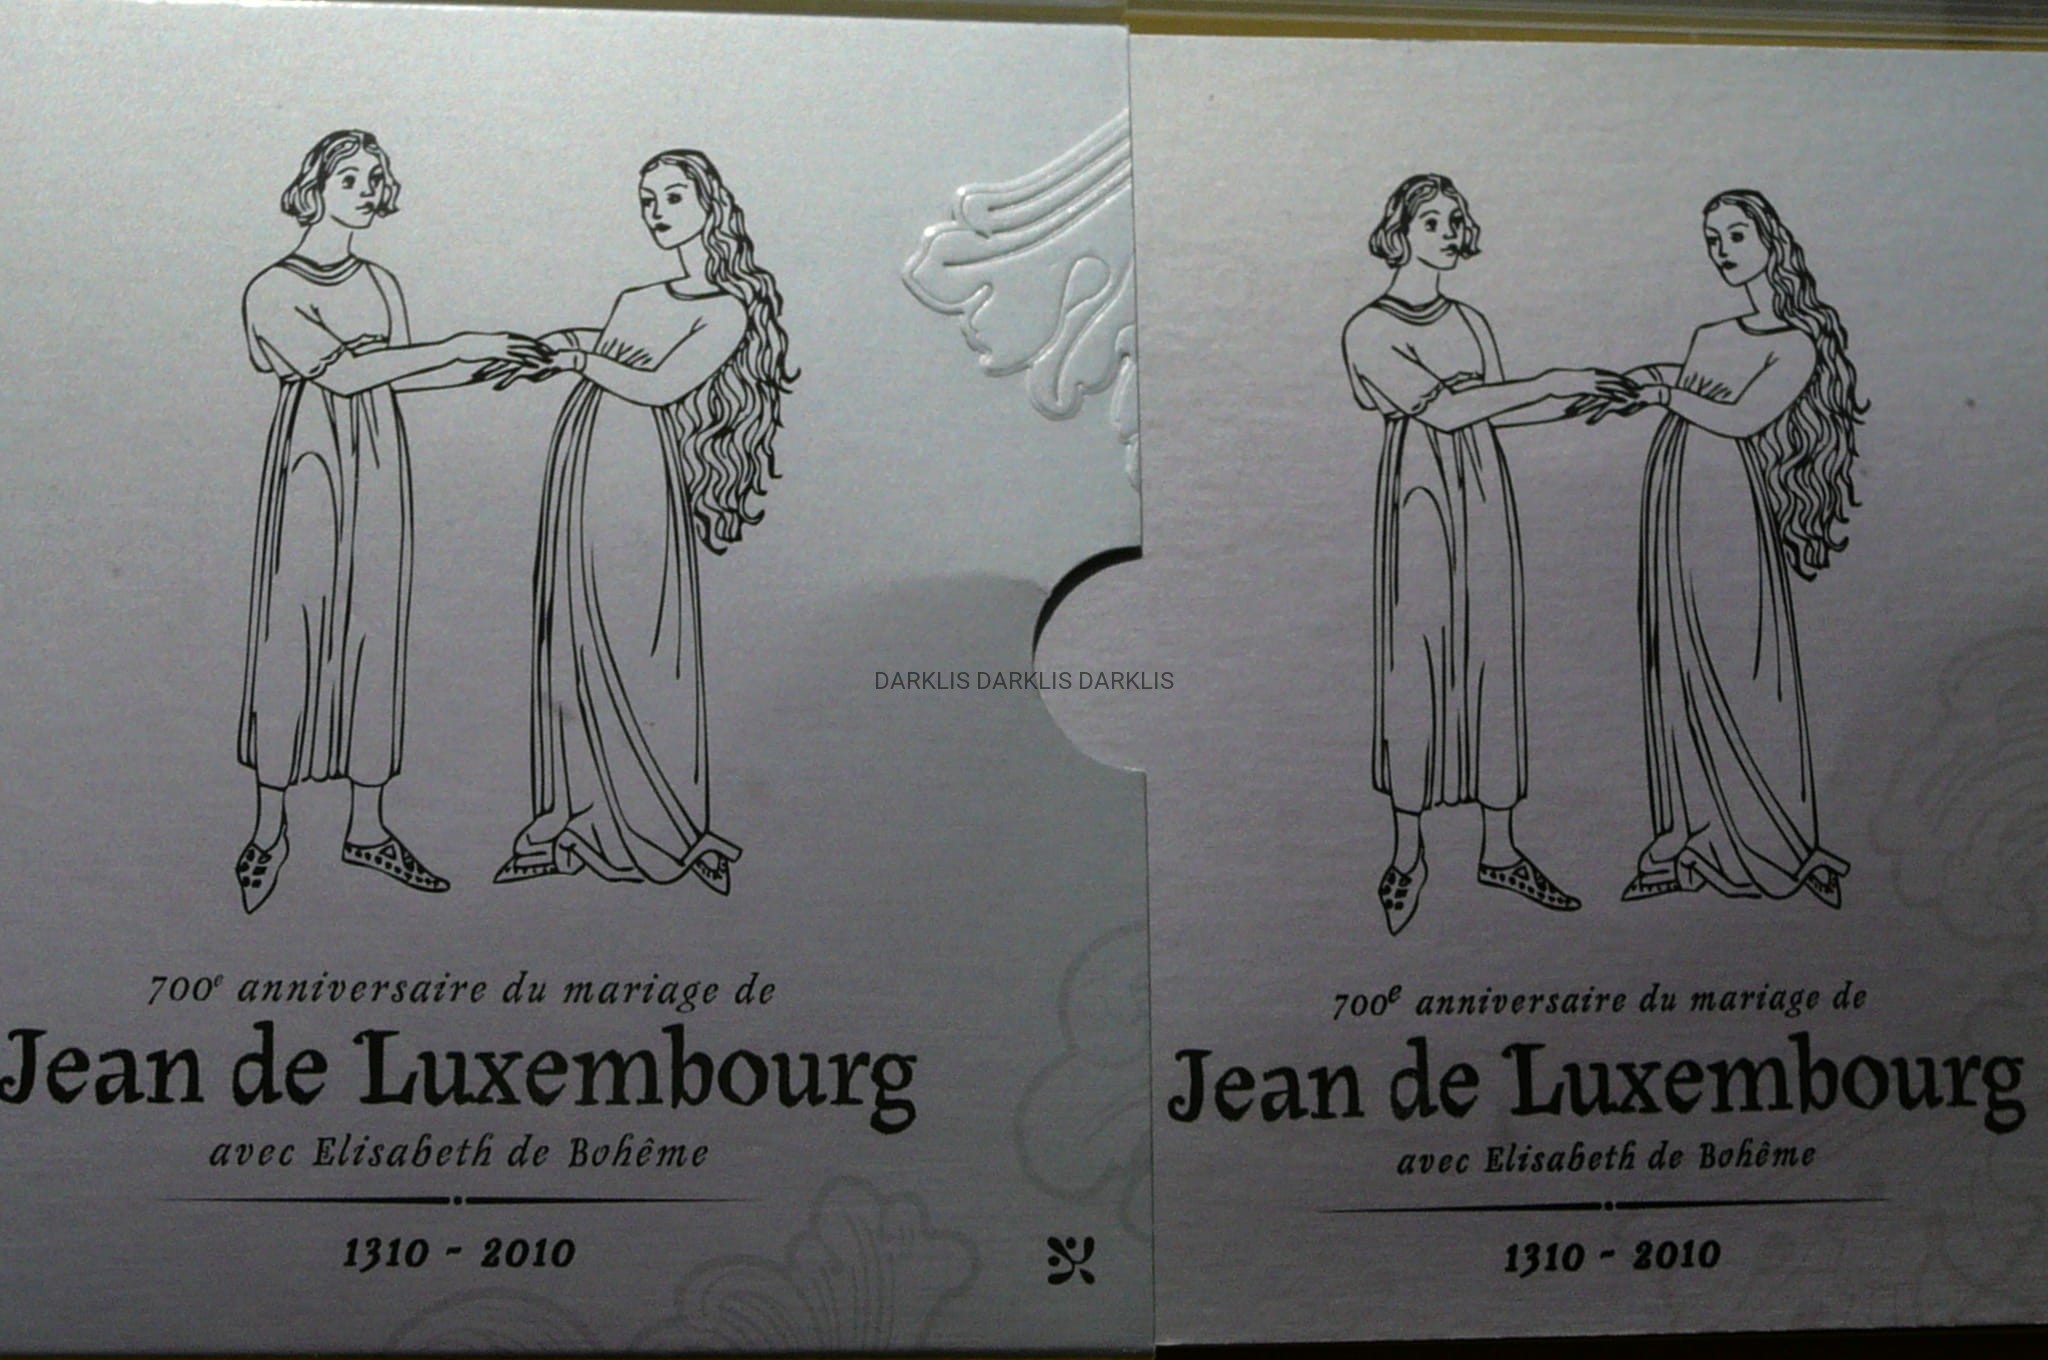 700e anniversaire du mariage de
Jean de Luxembourg
avec Elisabeth de Bohême
1310 - 2010
DARKLIS DARKLIS DARKLIS
700e anniversaire du mariage de
Jean de Luxembourg
avec Elisabeth de Bohême
1310 - 2010